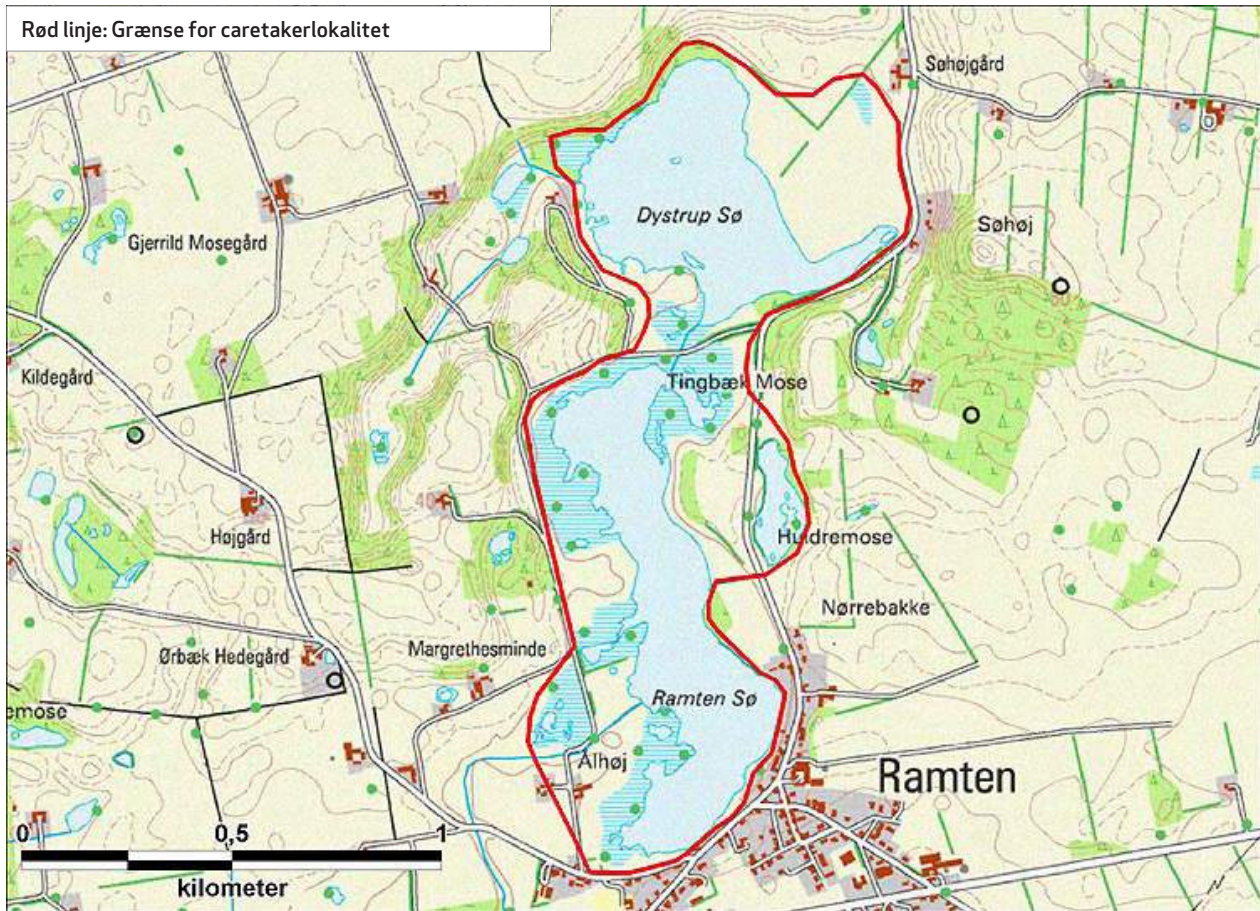 Rød linje: Grænse for caretakerlokalitet
Søhøjgård
Dystrup Sø
Søhøj
Gjerrild Mosegård
Kildegård
Tingbæk Mose
Højgård
Huldremose
Nørrebakke
Ørbæk Hedegård
Margrethesminde
Ramten Sø
emose
Ålhøj
Ramten
0 0,5 1
kilometer